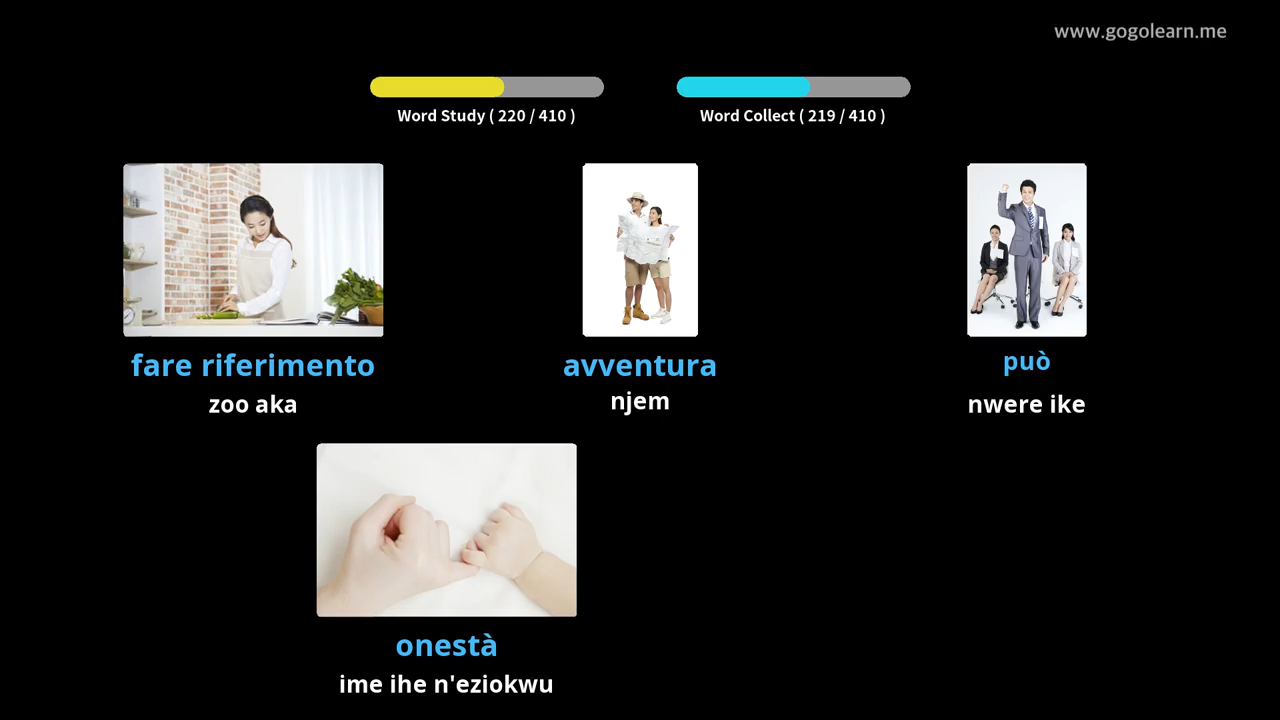 www.gogolearn.me
Word Study ( 220 / 410 )
Word Collect ( 219 / 410 )
fare riferimento
zoo aka
avventura
njem
può
nwere ike
onestà
ime ihe n'eziokwu